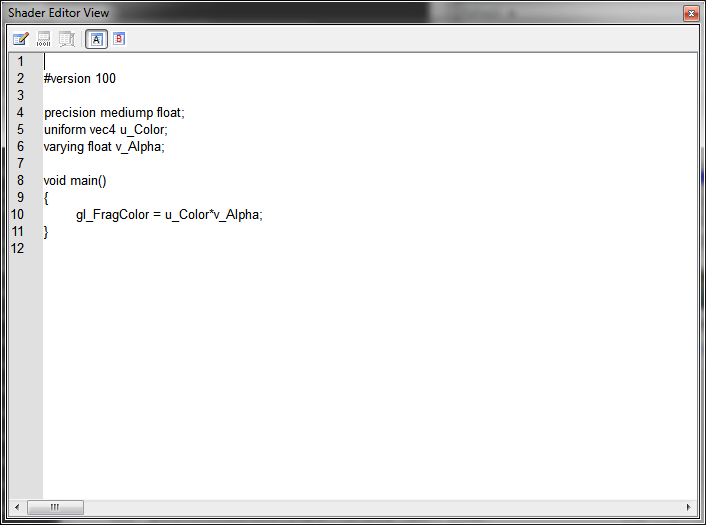 Shader Editor View
A B
1
2 #version 100
3
4 precision mediump float;
5 uniform vec4 u_Color;
6 varying float v_Alpha;
7
8 void main()
9 {
10 gl_FragColor = u_Color*v_Alpha;
11 }
12